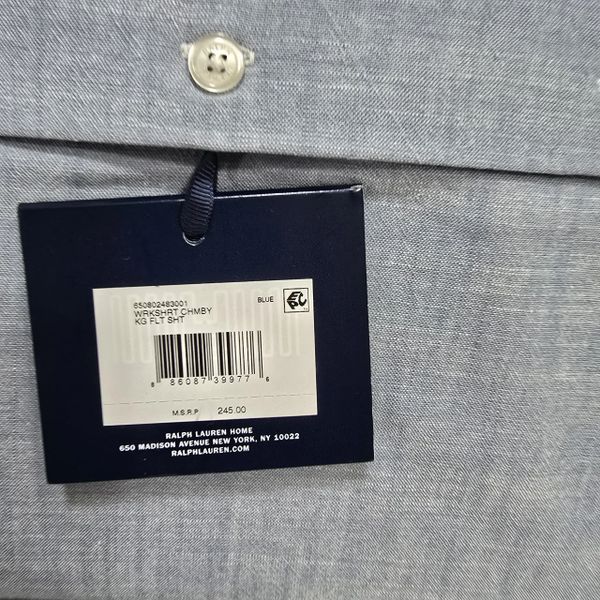 650802483001 BLUE
WRKSHRT CHMBY
KG FLT SHT
8 86087 39977 6
M.S.R.P 245.00
RALPH LAUREN HOME
650 MADISON AVENUE NEW YORK, NY 10022
RALPHLAUREN.COM